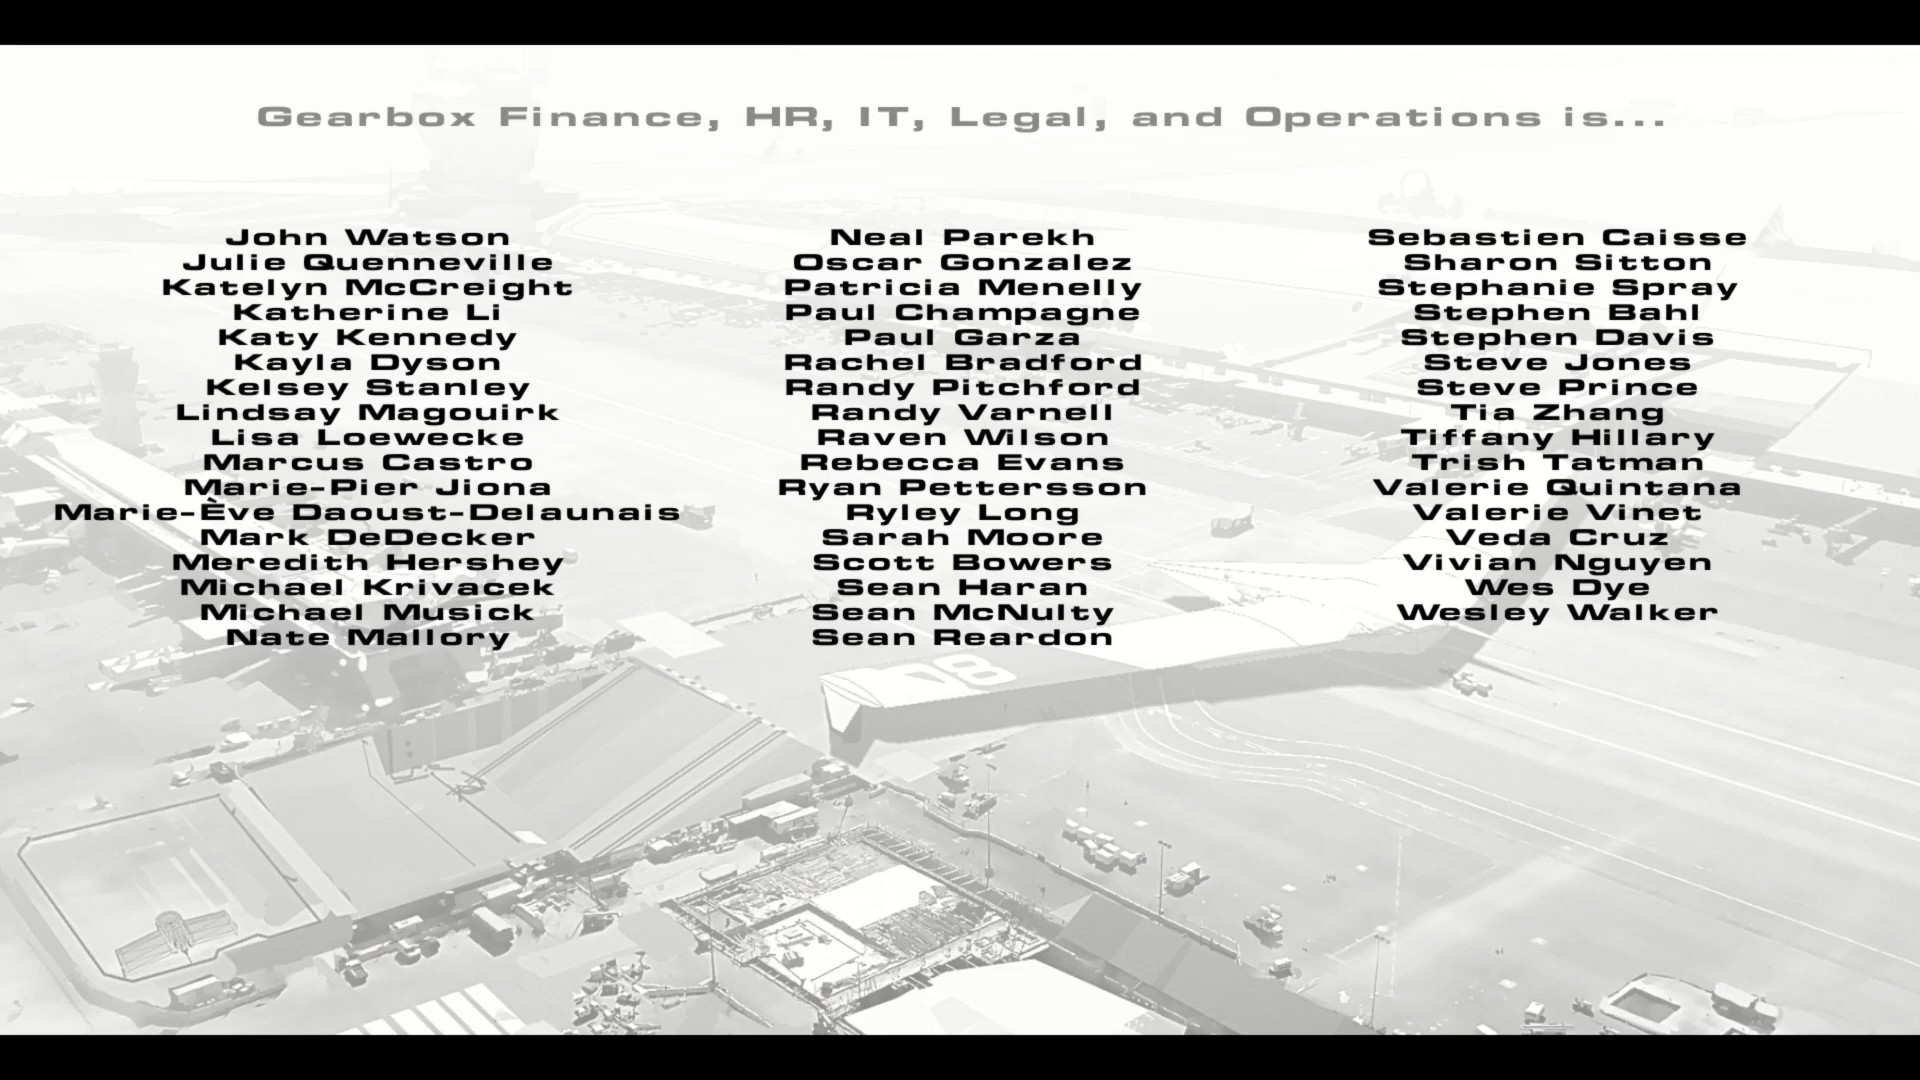 Gearbox Finance, HR, IT, Legal, and Operations is...
John Watson
Julie Quenneville
Katelyn McCreight
Katherine Li
Katy Kennedy
Kayla Dyson
Kelsey Stanley
Lindsay Magouirk
Lisa Loewecke
Marcus Castro
Marie-Pier Jiona
Marie-Ève Daoust-Delaunais
Mark DeDecker
Meredith Hershey
Michael Krivacek
Michael Musick
Nate Mallory
Neal Parekh
Oscar Gonzalez
Patricia Menelly
Paul Champagne
Paul Garza
Rachel Bradford
Randy Pitchford
Randy Varnell
Raven Wilson
Rebecca Evans
Ryan Pettersson
Ryley Long
Sarah Moore
Scott Bowers
Sean Haran
Sean McNulty
Sean Reardon
Sebastien Caisse
Sharon Sitton
Stephanie Spray
Stephen Bahl
Stephen Davis
Steve Jones
Steve Prince
Tia Zhang
Tiffany Hillary
Trish Tatman
Valerie Quintana
Valerie Vinet
Veda Cruz
Vivian Nguyen
Wes Dye
Wesley Walker